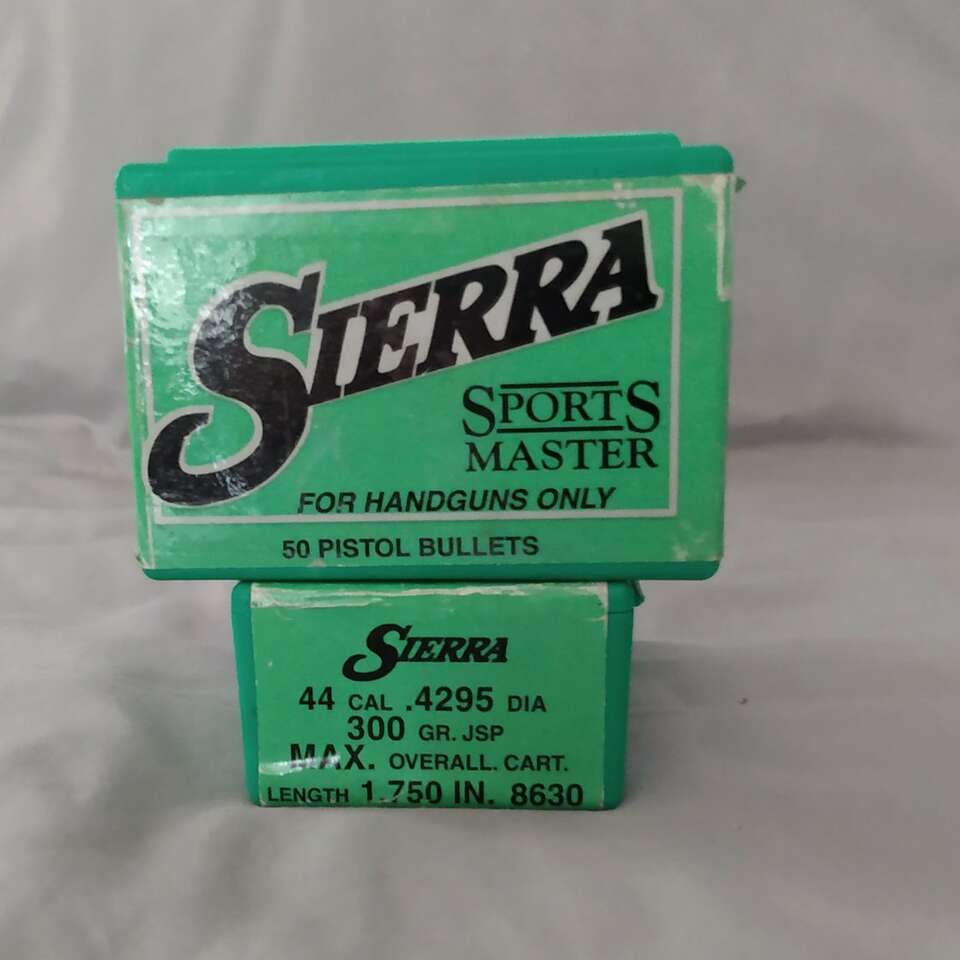 SIERRA
SPORTS
MASTER
FOR HANDGUNS ONLY
50 PISTOL BULLETS
SIERRA
44 CAL .4295 DIA
300 GR. JSP
MAX. OVERALL. CART.
LENGTH 1.750 IN. 8630